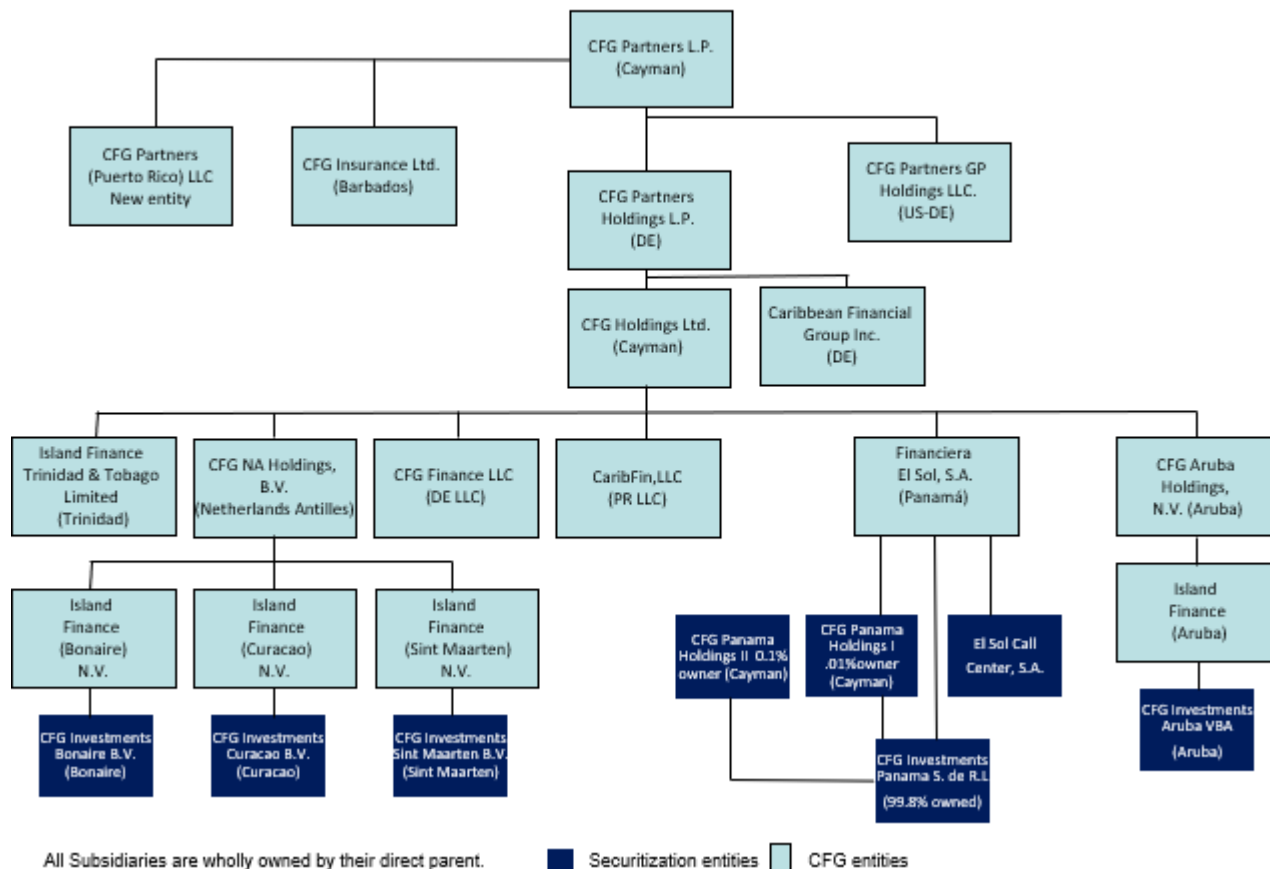 CFG Partners L.P.
(Cayman)
CFG Partners
(Puerto Rico) LLC
New entity
CFG Insurance Ltd.
(Barbados)
CFG Partners
Holdings L.P.
(DE)
CFG Partners GP
Holdings LLC.
(US-DE)
CFG Holdings Ltd.
(Cayman)
Caribbean Financial
Group Inc.
(DE)
Island Finance
Trinidad & Tobago
Limited
(Trinidad)
CFG NA Holdings,
B.V.
(Netherlands Antilles)
CFG Finance LLC
(DE LLC)
CaribFin,LLC
(PR LLC)
Financiera
El Sol, S.A.
(Panamá)
CFG Aruba
Holdings,
N.V. (Aruba)
Island
Finance
(Bonaire)
N.V.
Island
Finance
(Curacao)
N.V.
Island
Finance
(Sint Maarten)
N.V.
CFG Panama
Holdings II 0.1%
owner (Cayman)
CFG Panama
Holdings I
.01%owner
(Cayman)
El Sol Call
Center, S.A.
Island
Finance
(Aruba)
CFG Investments
Bonaire B.V.
(Bonaire)
CFG Investments
Curacao B.V.
(Curacao)
CFG Investments
Sint Maarten B.V.
(Sint Maarten)
CFG Investments
Panama S. de R.L
(99.8% owned)
CFG Investments
Aruba VBA
(Aruba)
All Subsidiaries are wholly owned by their direct parent.
Securitization entities
CFG entities